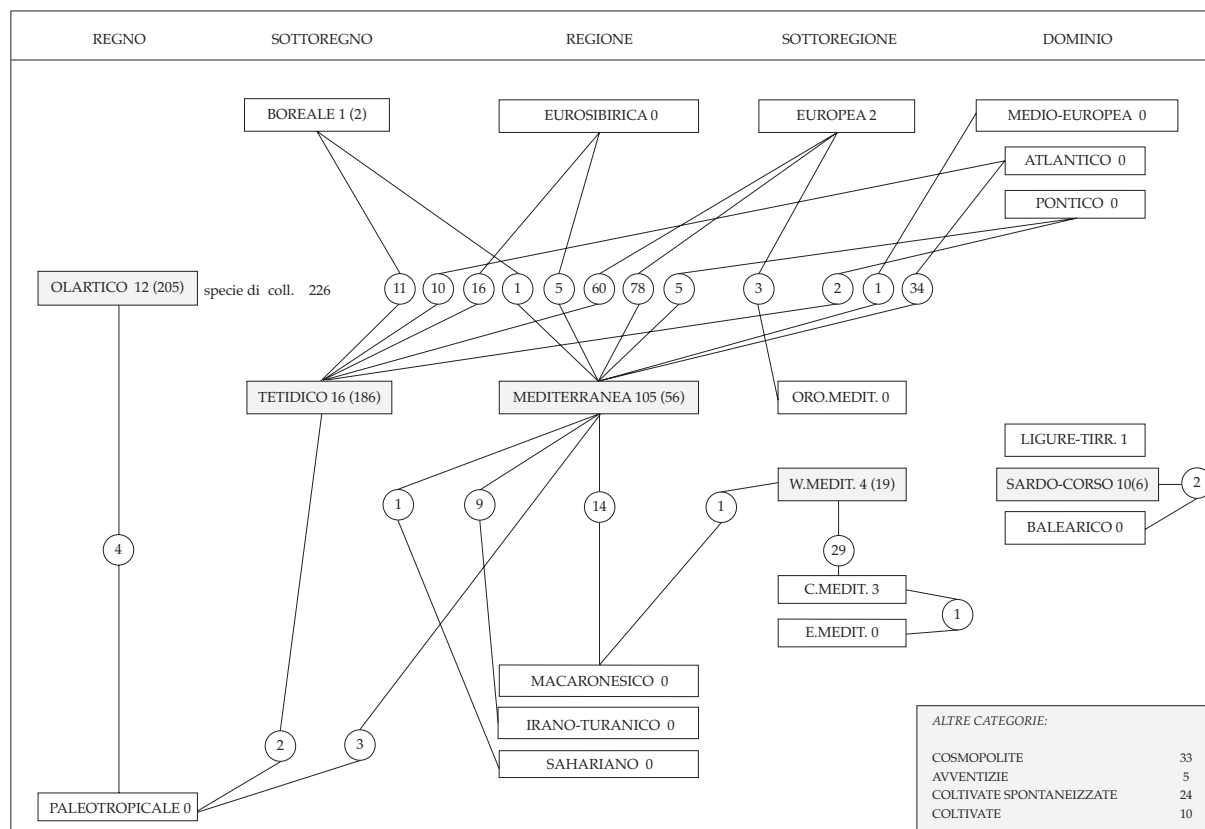 REGNO SOTTOREGNO REGIONE SOTTOREGIONE DOMINIO
BOREALE 1 (2) EUROSIBIRICA 0 EUROPEA 2 MEDIO-EUROPEA 0
ATLANTICO 0
PONTICO 0
OLARTICO 12 (205) specie di coll. 226 11 10 16 1 5 60 78 5 3 2 1 34
TETIDICO 16 (186) MEDITERRANEA 105 (56) ORO.MEDIT. 0
LIGURE-TIRR. 1
W.MEDIT. 4 (19) SARDO-CORSO 10(6) 2
1 9 14 1
BALEARICO 0
4 29
C.MEDIT. 3
1
E.MEDIT. 0
MACARONESICO 0
IRANO-TURANICO 0
2 3
SAHARIANO 0
PALEOTROPICALE 0
ALTRE CATEGORIE:
COSMOPOLITE 33
AVVENTIZIE 5
COLTIVATE SPONTANEIZZATE 24
COLTIVATE 10